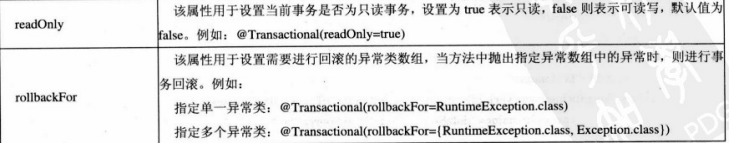 readOnly
该属性用于设置当前事务是否为只读事务，设置为 true 表示只读，false 则表示可读写，默认值为
false。例如：@Transactional(readOnly=true)
rollbackFor
该属性用于设置需要进行回滚的异常类数组，当方法中抛出指定异常数组中的异常时，则进行事
务回滚。例如：
指定单一异常类：@Transactional(rollbackFor=RuntimeException.class)
指定多个异常类：@Transactional(rollbackFor={RuntimeException.class, Exception.class})
PDG